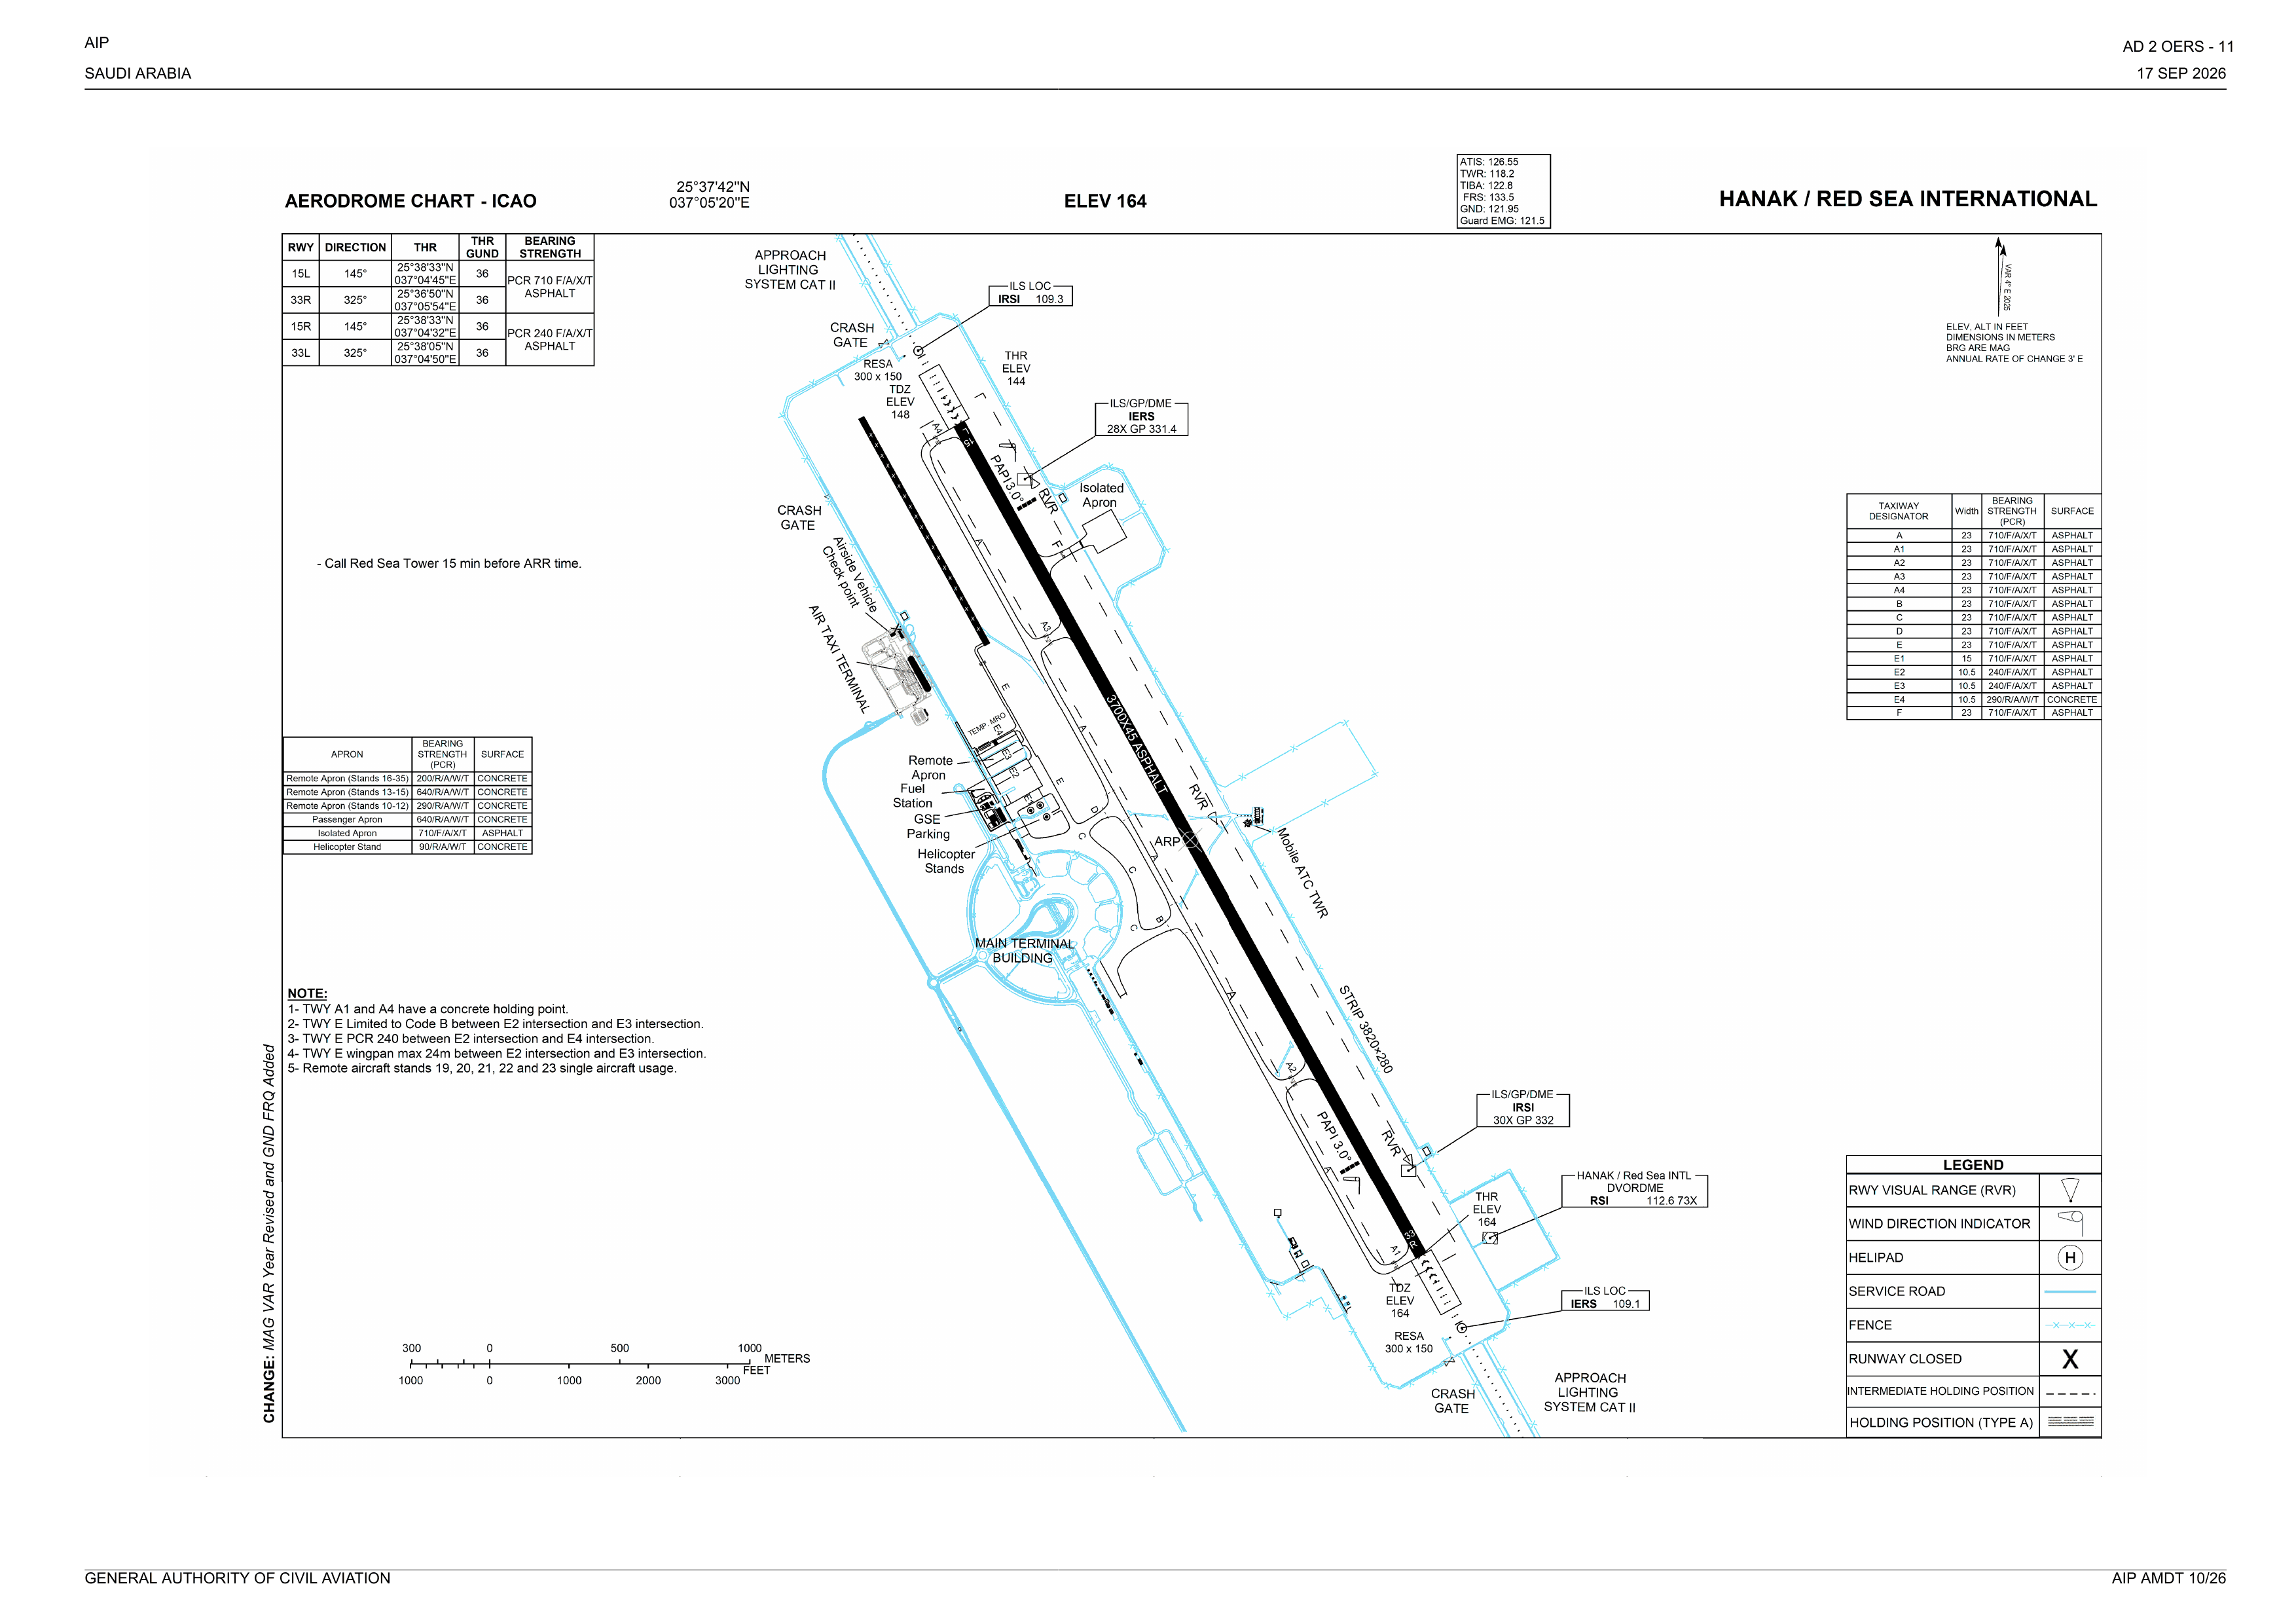 AIP
SAUDI ARABIA
AD 2 OERS - 11
17 SEP 2026
AERODROME CHART - ICAO
25°37'42"N
037°05'20"E
ELEV 164
ATIS: 126.55
TWR: 118.2
TIBA: 122.8
FRS: 133.5
GND: 121.95
Guard EMG: 121.5
HANAK / RED SEA INTERNATIONAL
RWY DIRECTION THR THR GUND BEARING STRENGTH
15L 145° 25°38'33"N 037°04'45"E 36 PCR 710 F/A/X/T ASPHALT
33R 325° 25°36'50"N 037°05'54"E 36
15R 145° 25°38'33"N 037°04'32"E 36 PCR 240 F/A/X/T ASPHALT
33L 325° 25°38'05"N 037°04'50"E 36
APPROACH
LIGHTING
SYSTEM CAT II
ILS LOC
IRSI 109.3
CRASH
GATE
RESA
300 x 150
TDZ
ELEV
148
THR
ELEV
144
ILS/GP/DME
IERS
28X GP 331.4
VAR 4° E 2025
ELEV, ALT IN FEET
DIMENSIONS IN METERS
BRG ARE MAG
ANNUAL RATE OF CHANGE 3' E
A4
15
L
PAPI 3.0°
RVR
Isolated
Apron
F
A
CRASH
GATE
Airside Vehicle
Check point
- Call Red Sea Tower 15 min before ARR time.
AIR TAXI TERMINAL
A3
E
TEMP. MRO
E4
E3
E2
E1
E
A
3700X45 ASPHALT
TAXIWAY DESIGNATOR Width BEARING STRENGTH (PCR) SURFACE
A 23 710/F/A/X/T ASPHALT
A1 23 710/F/A/X/T ASPHALT
A2 23 710/F/A/X/T ASPHALT
A3 23 710/F/A/X/T ASPHALT
A4 23 710/F/A/X/T ASPHALT
B 23 710/F/A/X/T ASPHALT
C 23 710/F/A/X/T ASPHALT
D 23 710/F/A/X/T ASPHALT
E 23 710/F/A/X/T ASPHALT
E1 15 710/F/A/X/T ASPHALT
E2 10.5 240/F/A/X/T ASPHALT
E3 10.5 240/F/A/X/T ASPHALT
E4 10.5 290/R/A/W/T CONCRETE
F 23 710/F/A/X/T ASPHALT
APRON BEARING STRENGTH (PCR) SURFACE
Remote Apron (Stands 16-35) 200/R/A/W/T CONCRETE
Remote Apron (Stands 13-15) 640/R/A/W/T CONCRETE
Remote Apron (Stands 10-12) 290/R/A/W/T CONCRETE
Passenger Apron 640/R/A/W/T CONCRETE
Isolated Apron 710/F/A/X/T ASPHALT
Helicopter Stand 90/R/A/W/T CONCRETE
Remote
Apron
Fuel
Station
GSE
Parking
Helicopter
Stands
D
C
C
A
ARP
RVR
Mobile ATC TWR
B
C
MAIN TERMINAL
BUILDING
A
STRIP 3820x280
NOTE:
1- TWY A1 and A4 have a concrete holding point.
2- TWY E Limited to Code B between E2 intersection and E3 intersection.
3- TWY E PCR 240 between E2 intersection and E4 intersection.
4- TWY E wingpan max 24m between E2 intersection and E3 intersection.
5- Remote aircraft stands 19, 20, 21, 22 and 23 single aircraft usage.
CHANGE: MAG VAR Year Revised and GND FRQ Added
A2
PAPI 3.0°
RVR
A
ILS/GP/DME
IRSI
30X GP 332
HANAK / Red Sea INTL
DVORDME
RSI 112.6 73X
THR
ELEV
164
33
R
A1
TDZ
ELEV
164
ILS LOC
IERS 109.1
RESA
300 x 150
CRASH
GATE
APPROACH
LIGHTING
SYSTEM CAT II
300 0 500 1000
METERS
FEET
1000 0 1000 2000 3000
LEGEND
RWY VISUAL RANGE (RVR)
WIND DIRECTION INDICATOR
HELIPAD H
SERVICE ROAD
FENCE
RUNWAY CLOSED X
INTERMEDIATE HOLDING POSITION
HOLDING POSITION (TYPE A)
GENERAL AUTHORITY OF CIVIL AVIATION
AIP AMDT 10/26